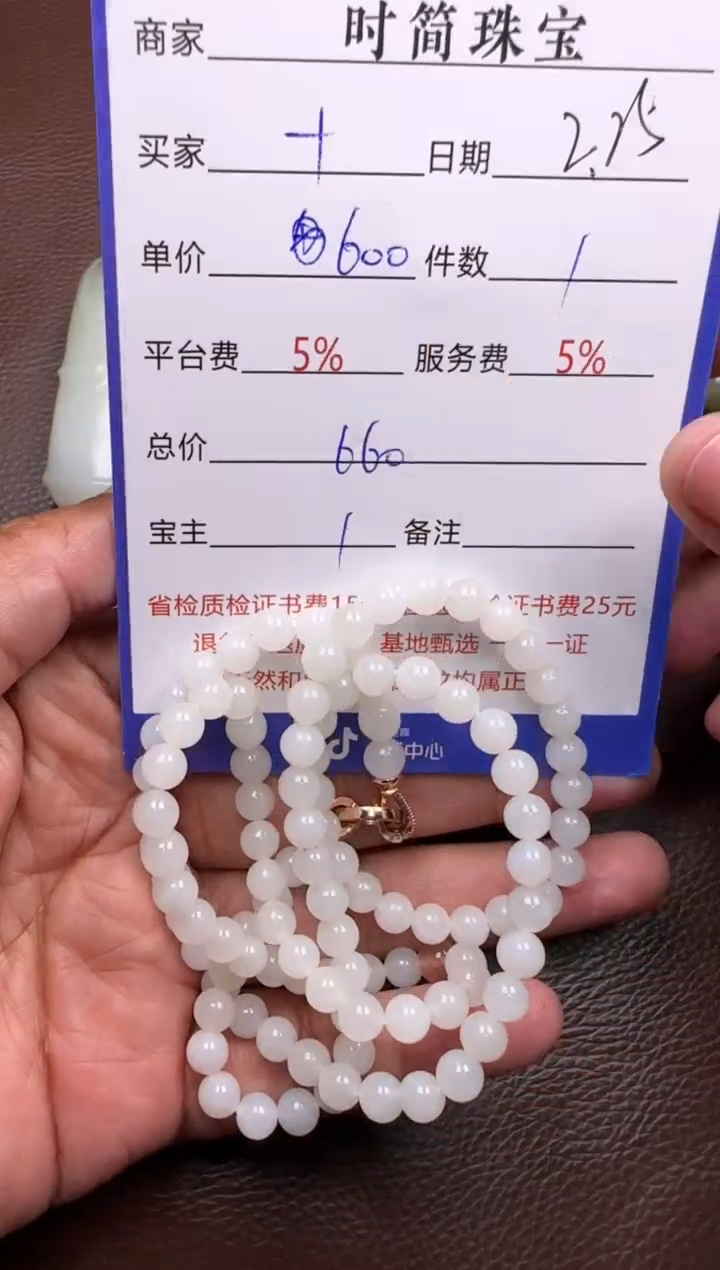 商家 时简珠宝
买家 十 日期 2.25
单价 600 件数 1
平台费 5% 服务费 5%
总价 660
宝主 1 备注
省检质检证书费15 证书费25元
退 基地甄选 一 一证
然和 均属正
中心